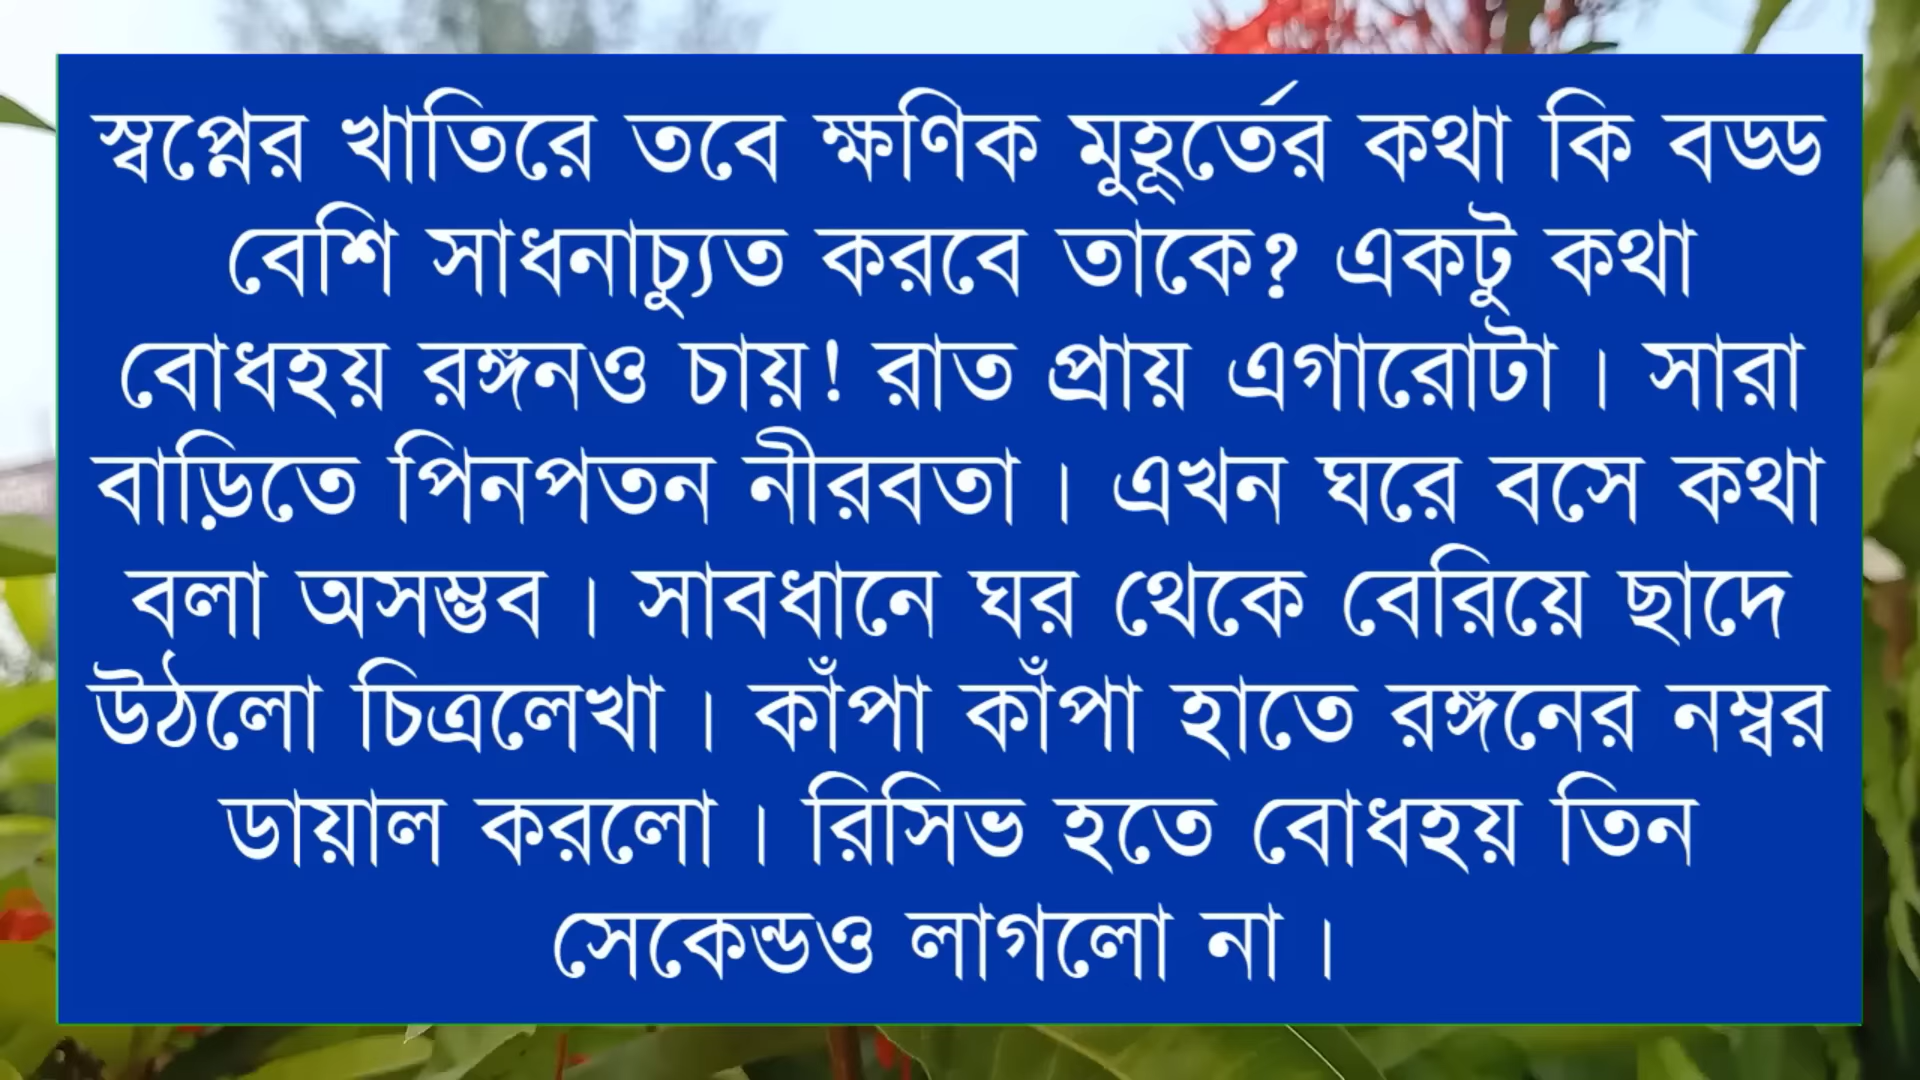 স্বপ্নের খাতিরে তবে ক্ষণিক মুহূর্তের কথা কি বড্ড
বেশি সাধনাচ্যুত করবে তাকে? একটু কথা
বোধহয় রঙ্গনও চায়! রাত প্রায় এগারোটা। সারা
বাড়িতে পিনপতন নীরবতা। এখন ঘরে বসে কথা
বলা অসম্ভব। সাবধানে ঘর থেকে বেরিয়ে ছাদে
উঠলো চিত্রলেখা। কাঁপা কাঁপা হাতে রঙ্গনের নম্বর
ডায়াল করলো। রিসিভ হতে বোধহয় তিন
সেকেন্ডও লাগলো না।